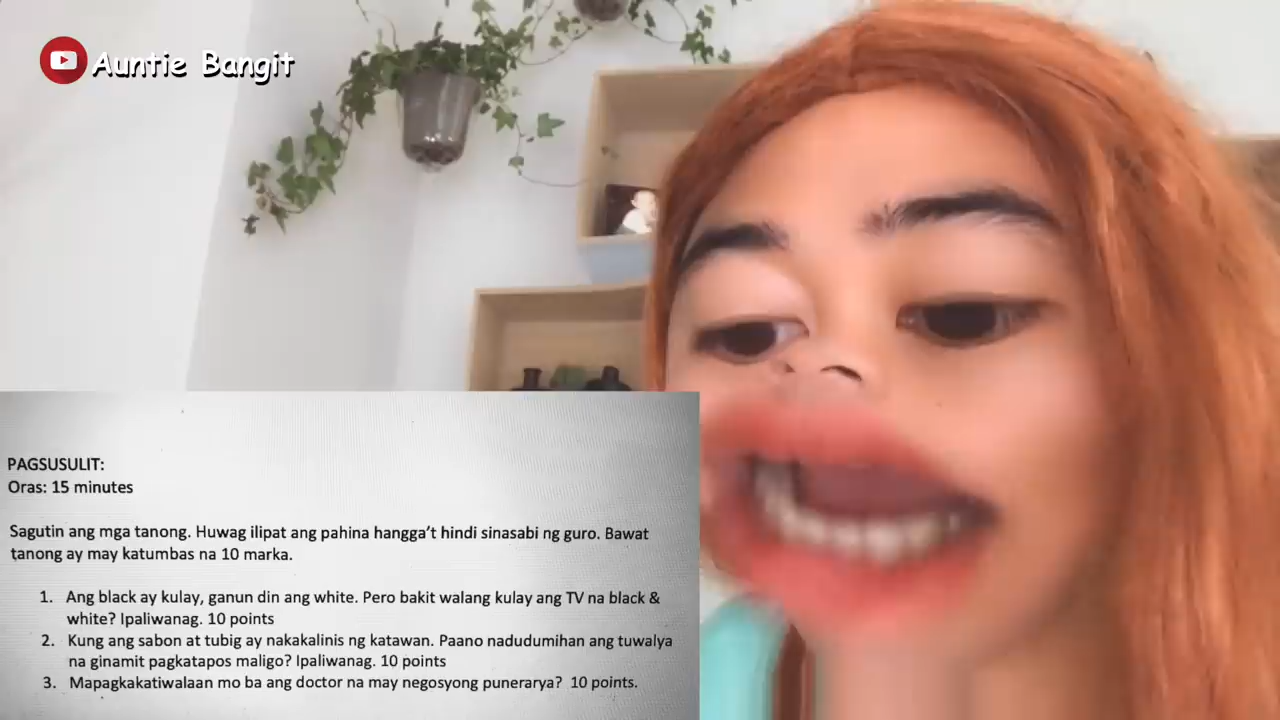 Auntie Bangit
PAGSUSULIT:
Oras: 15 minutes
Sagutin ang mga tanong. Huwag ilipat ang pahina hangga't hindi sinasabi ng guro. Bawat
tanong ay may katumbas na 10 marka.
1. Ang black ay kulay, ganun din ang white. Pero bakit walang kulay ang TV na black &
white? Ipaliwanag. 10 points
2. Kung ang sabon at tubig ay nakakalinis ng katawan. Paano nadudumihan ang tuwalya
na ginamit pagkatapos maligo? Ipaliwanag. 10 points
3. Mapagkakatiwalaan mo ba ang doctor na may negosyong punerarya? 10 points.